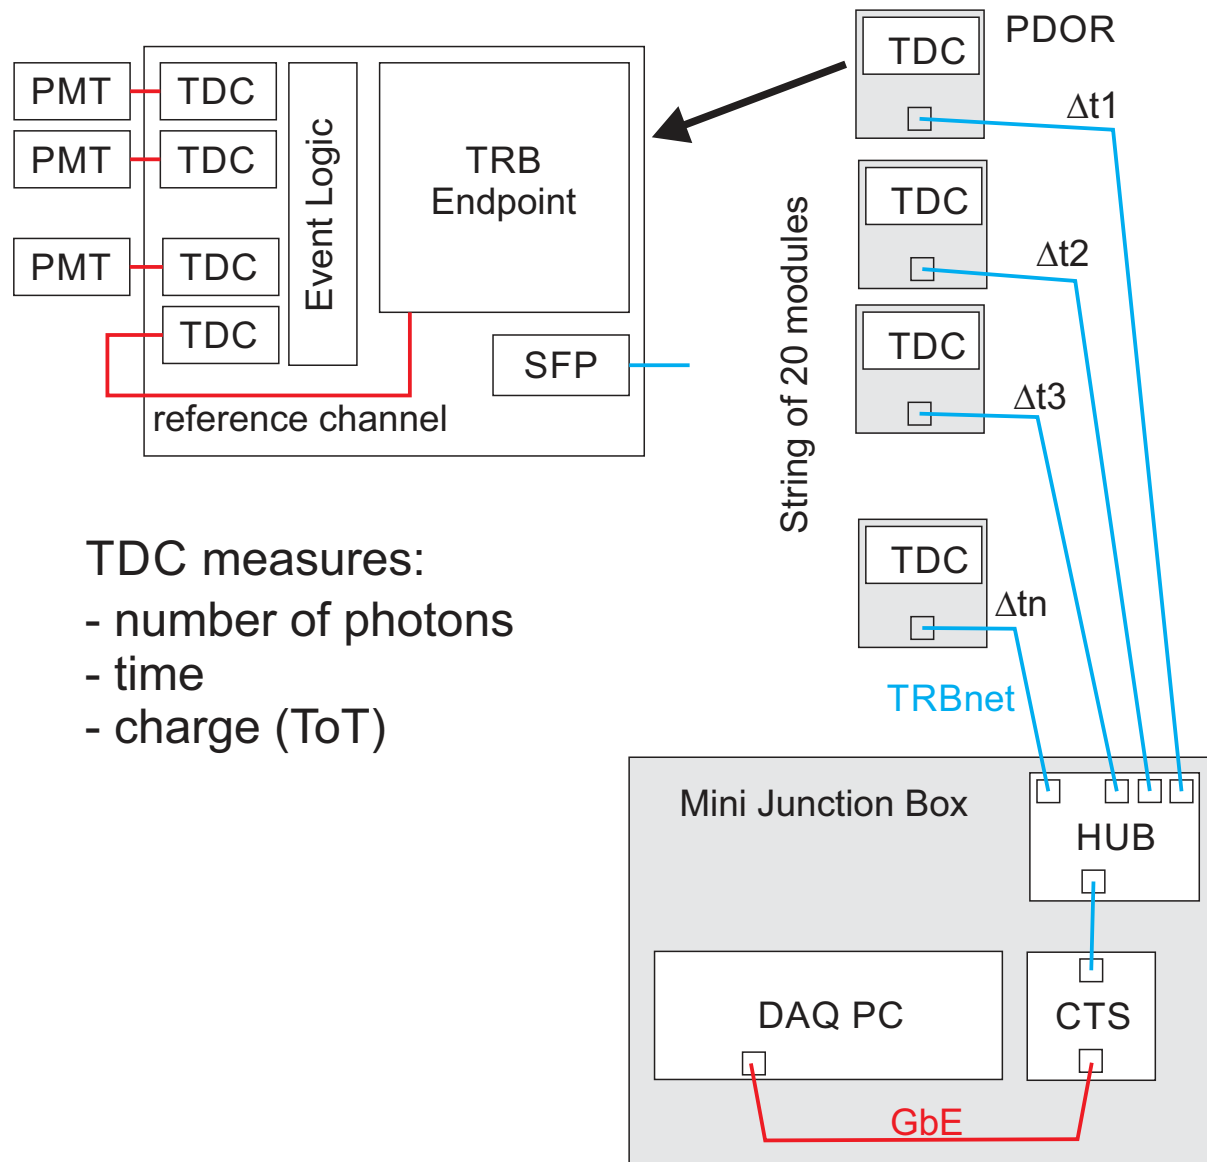 PMT
TDC
PMT
TDC
PMT
TDC
TDC
Event Logic
TRB
Endpoint
SFP
reference channel
TDC measures:
- number of photons
- time
- charge (ToT)
String of 20 modules
PDOR
TDC
Δt1
TDC
Δt2
TDC
Δt3
TDC
Δtn
TRBnet
Mini Junction Box
HUB
DAQ PC
CTS
GbE